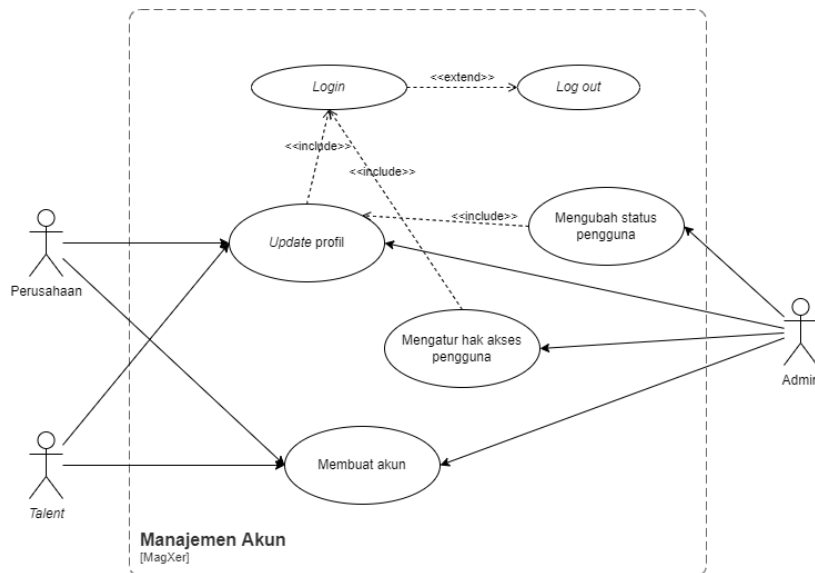 Login
<<extend>>
Log out
<<include>>
<<include>>
Mengubah status
pengguna
<<include>>
Update profil
Perusahaan
Mengatur hak akses
pengguna
Admin
Membuat akun
Talent
Manajemen Akun
[MagXer]